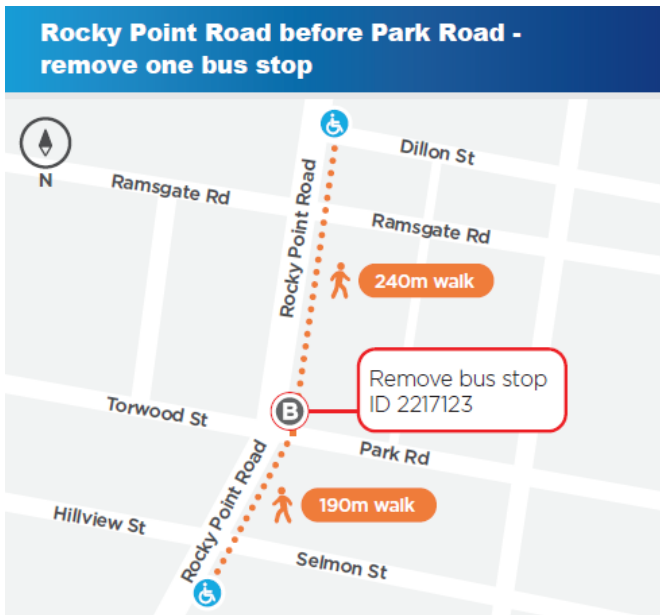 Rocky Point Road before Park Road -
remove one bus stop
N
Dillon St
Ramsgate Rd
Rocky Point Road
Ramsgate Rd
240m walk
Remove bus stop
ID 2217123
B
Torwood St
Park Rd
Rocky Point Road
190m walk
Hillview St
Selmon St